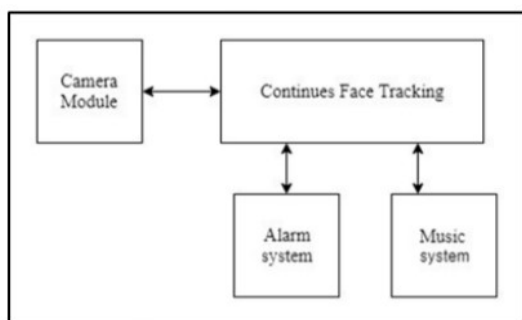 Camera
Module
Continues Face Tracking
Alarm
system
Music
system